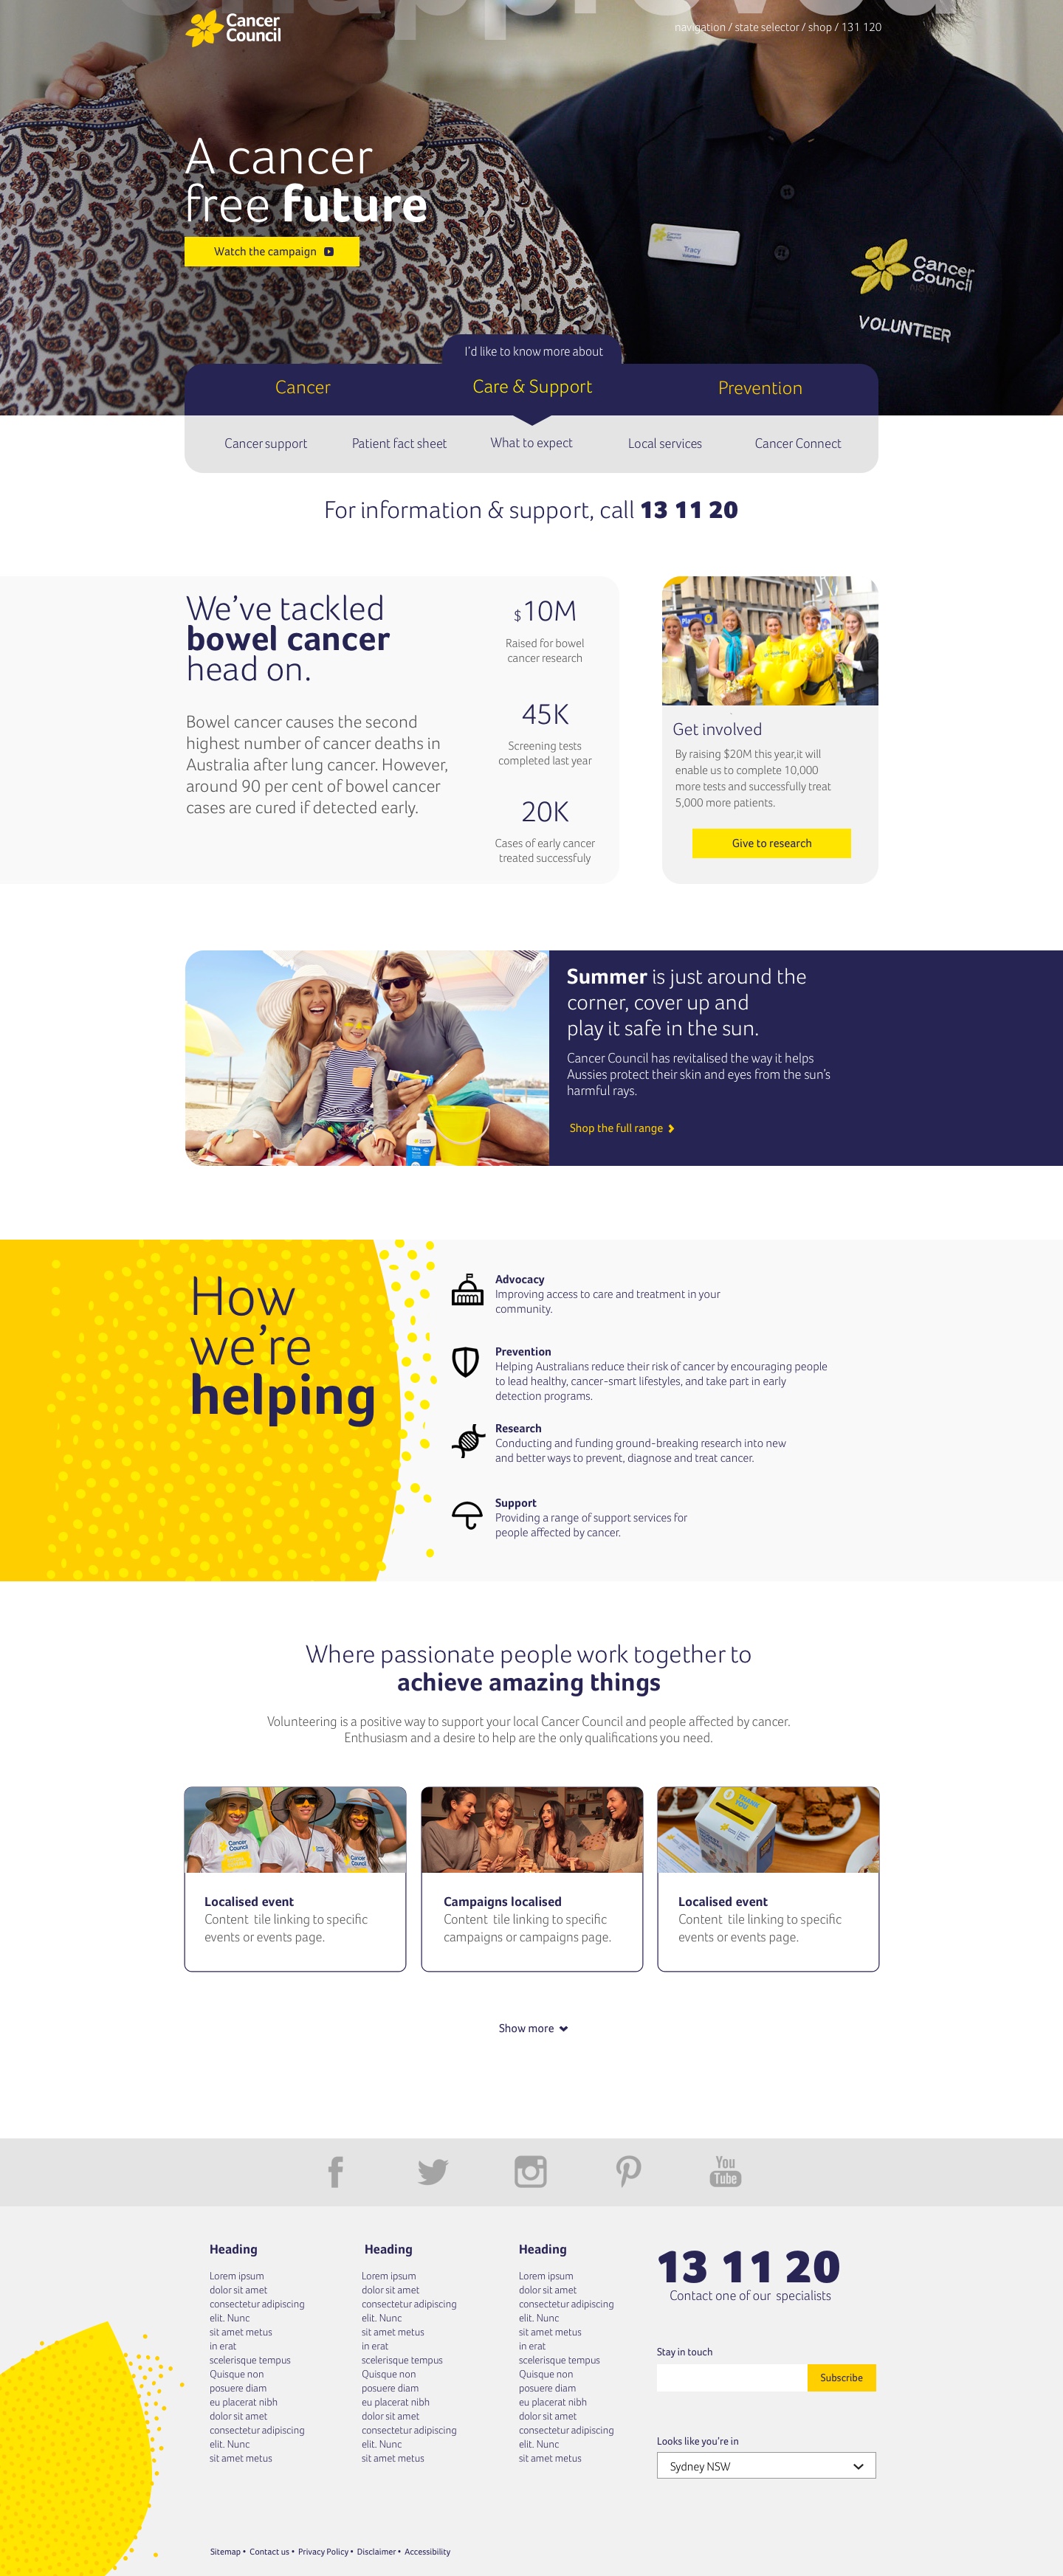 unapproved
Cancer
Council
navigation / state selector / shop / 131 120
A cancer
free future
Watch the campaign
Tracy
Volunteer
Cancer
Council
NSW
VOLUNTEER
I'd like to know more about
Cancer
Care & Support
Prevention
Cancer support
Patient fact sheet
What to expect
Local services
Cancer Connect
For information & support, call 13 11 20
We've tackled
bowel cancer
head on.
Bowel cancer causes the second
highest number of cancer deaths in
Australia after lung cancer. However,
around 90 per cent of bowel cancer
cases are cured if detected early.
$10M
Raised for bowel
cancer research
45K
Screening tests
completed last year
20K
Cases of early cancer
treated successfuly
Get involved
By raising $20M this year,it will
enable us to complete 10,000
more tests and successfully treat
5,000 more patients.
Give to research
Summer is just around the
corner, cover up and
play it safe in the sun.
Cancer Council has revitalised the way it helps
Aussies protect their skin and eyes from the sun's
harmful rays.
Shop the full range
How
we're
helping
Advocacy
Improving access to care and treatment in your
community.
Prevention
Helping Australians reduce their risk of cancer by encouraging people
to lead healthy, cancer-smart lifestyles, and take part in early
detection programs.
Research
Conducting and funding ground-breaking research into new
and better ways to prevent, diagnose and treat cancer.
Support
Providing a range of support services for
people affected by cancer.
Where passionate people work together to
achieve amazing things
Volunteering is a positive way to support your local Cancer Council and people affected by cancer.
Enthusiasm and a desire to help are the only qualifications you need.
Cancer
Council
Cancer
Council
THANK
YOU
Localised event
Content tile linking to specific
events or events page.
Campaigns localised
Content tile linking to specific
campaigns or campaigns page.
Localised event
Content tile linking to specific
events or events page.
Show more
You
Tube
Heading
Lorem ipsum
dolor sit amet
consectetur adipiscing
elit. Nunc
sit amet metus
in erat
scelerisque tempus
Quisque non
posuere diam
eu placerat nibh
dolor sit amet
consectetur adipiscing
elit. Nunc
sit amet metus
Heading
Lorem ipsum
dolor sit amet
consectetur adipiscing
elit. Nunc
sit amet metus
in erat
scelerisque tempus
Quisque non
posuere diam
eu placerat nibh
dolor sit amet
consectetur adipiscing
elit. Nunc
sit amet metus
Heading
Lorem ipsum
dolor sit amet
consectetur adipiscing
elit. Nunc
sit amet metus
in erat
scelerisque tempus
Quisque non
posuere diam
eu placerat nibh
dolor sit amet
consectetur adipiscing
elit. Nunc
sit amet metus
13 11 20
Contact one of our specialists
Stay in touch
Subscribe
Looks like you're in
Sydney NSW
Sitemap • Contact us • Privacy Policy • Disclaimer • Accessibility